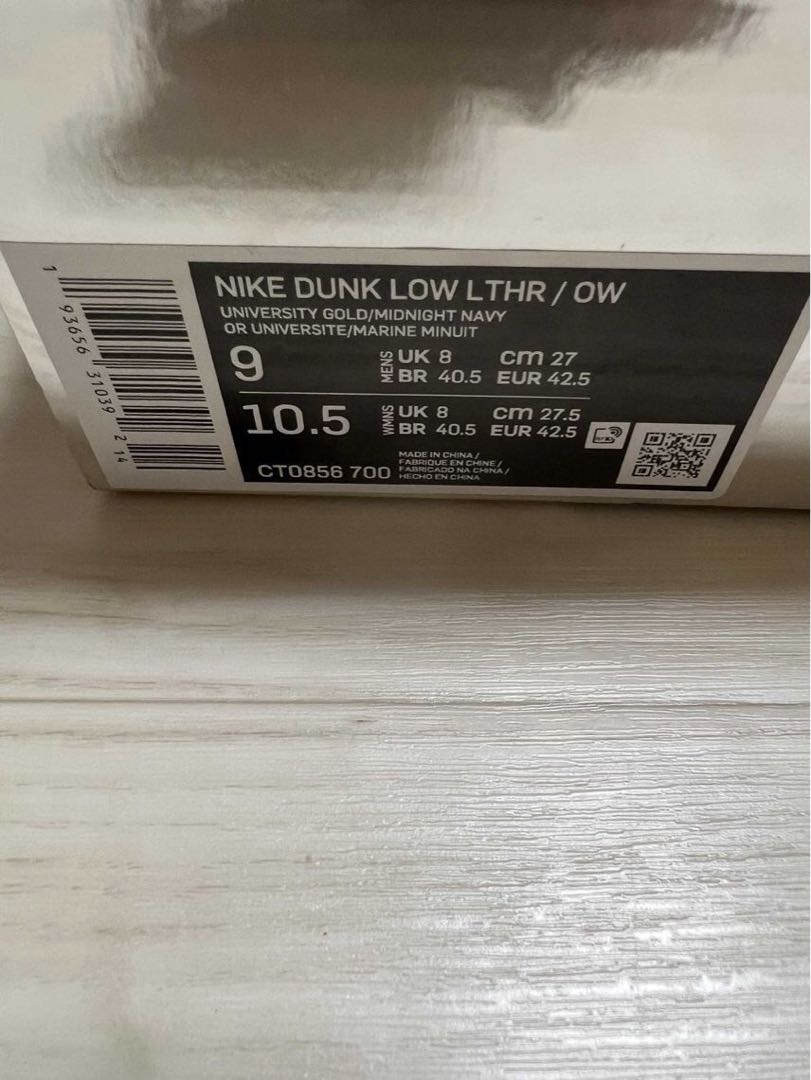 NIKE DUNK LOW LTHR / OW
UNIVERSITY GOLD/MIDNIGHT NAVY
OR UNIVERSITE/MARINE MINUIT
9 MENS UK 8 cm 27
BR 40.5 EUR 42.5
10.5 WMNS UK 8 cm 27.5
BR 40.5 EUR 42.5
CT0856 700
MADE IN CHINA /
FABRIQUE EN CHINE /
FABRICADO NA CHINA /
HECHO EN CHINA
1 93656 31039 2 14